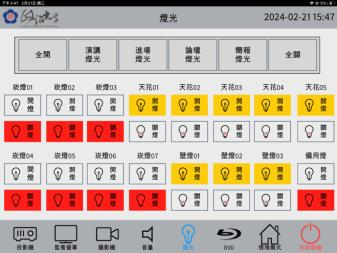 下午3:47 2月21日 週三
燈光
2024-02-21 15:47
全開 演講燈光 進場燈光 論壇燈光 簡報燈光 全關
崁燈01 崁燈02 崁燈03 天花01 天花02 天花03 天花04 天花05
開燈 開燈 開燈 開燈 開燈 開燈 開燈 開燈
關燈 關燈 關燈 關燈 關燈 關燈 關燈 關燈
崁燈04 崁燈05 崁燈06 崁燈07 壁燈01 壁燈02 壁燈03 備用燈
開燈 開燈 開燈 開燈 開燈 開燈 開燈 開燈
關燈 關燈 關燈 關燈 關燈 關燈 關燈 關燈
投影機 監看螢幕 攝影機 音量 燈光 DVD 情境模式